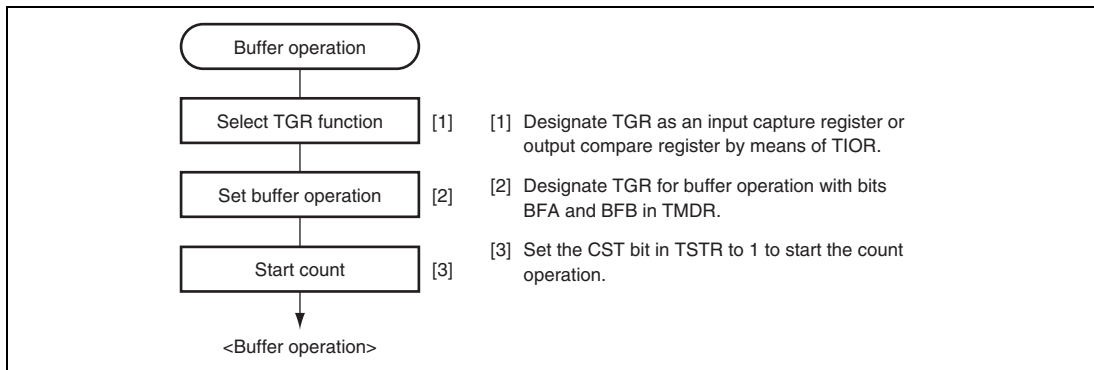 Buffer operation
Select TGR function [1]
[1] Designate TGR as an input capture register or
output compare register by means of TIOR.
Set buffer operation [2]
[2] Designate TGR for buffer operation with bits
BFA and BFB in TMDR.
Start count [3]
[3] Set the CST bit in TSTR to 1 to start the count
operation.
<Buffer operation>